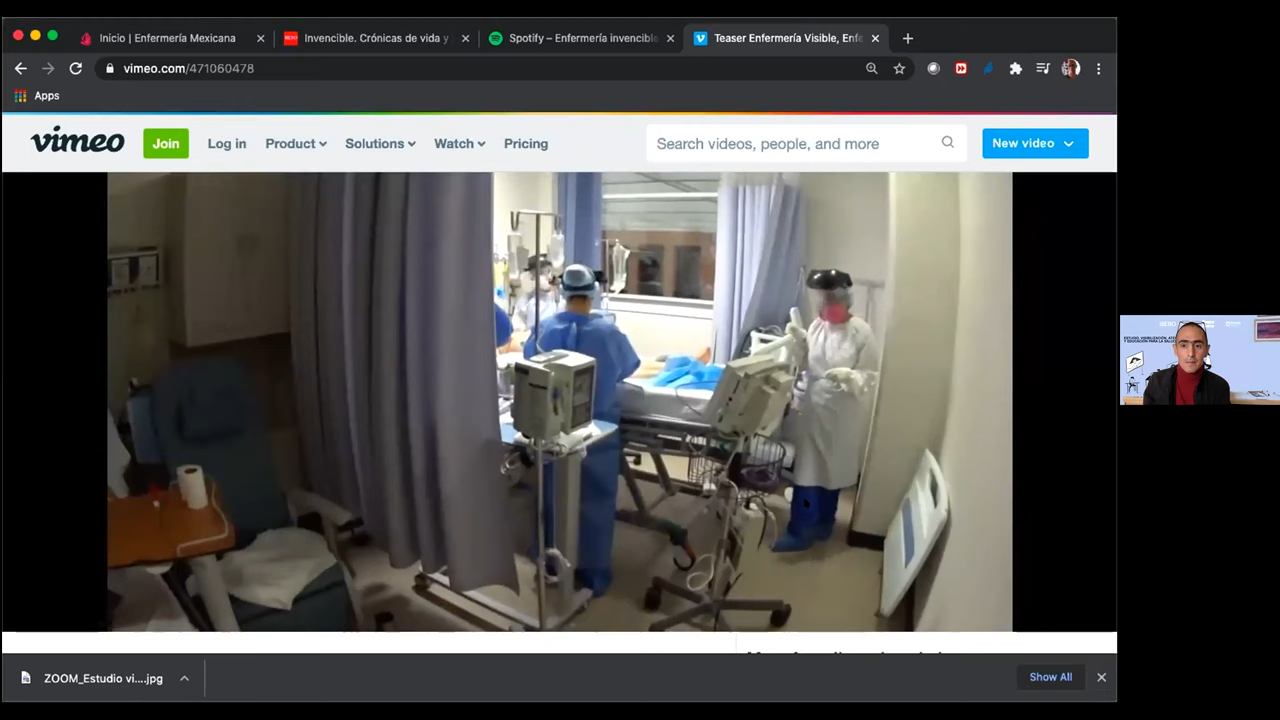 Inicio | Enfermería Mexicana
Invencible. Crónicas de vida y
Spotify – Enfermería invencible
Teaser Enfermería Visible, Enfe
vimeo.com/471060478
Apps
vimeo
Join
Log in
Product
Solutions
Watch
Pricing
Search videos, people, and more
New video
ZOOM_Estudio vi....jpg
Show All